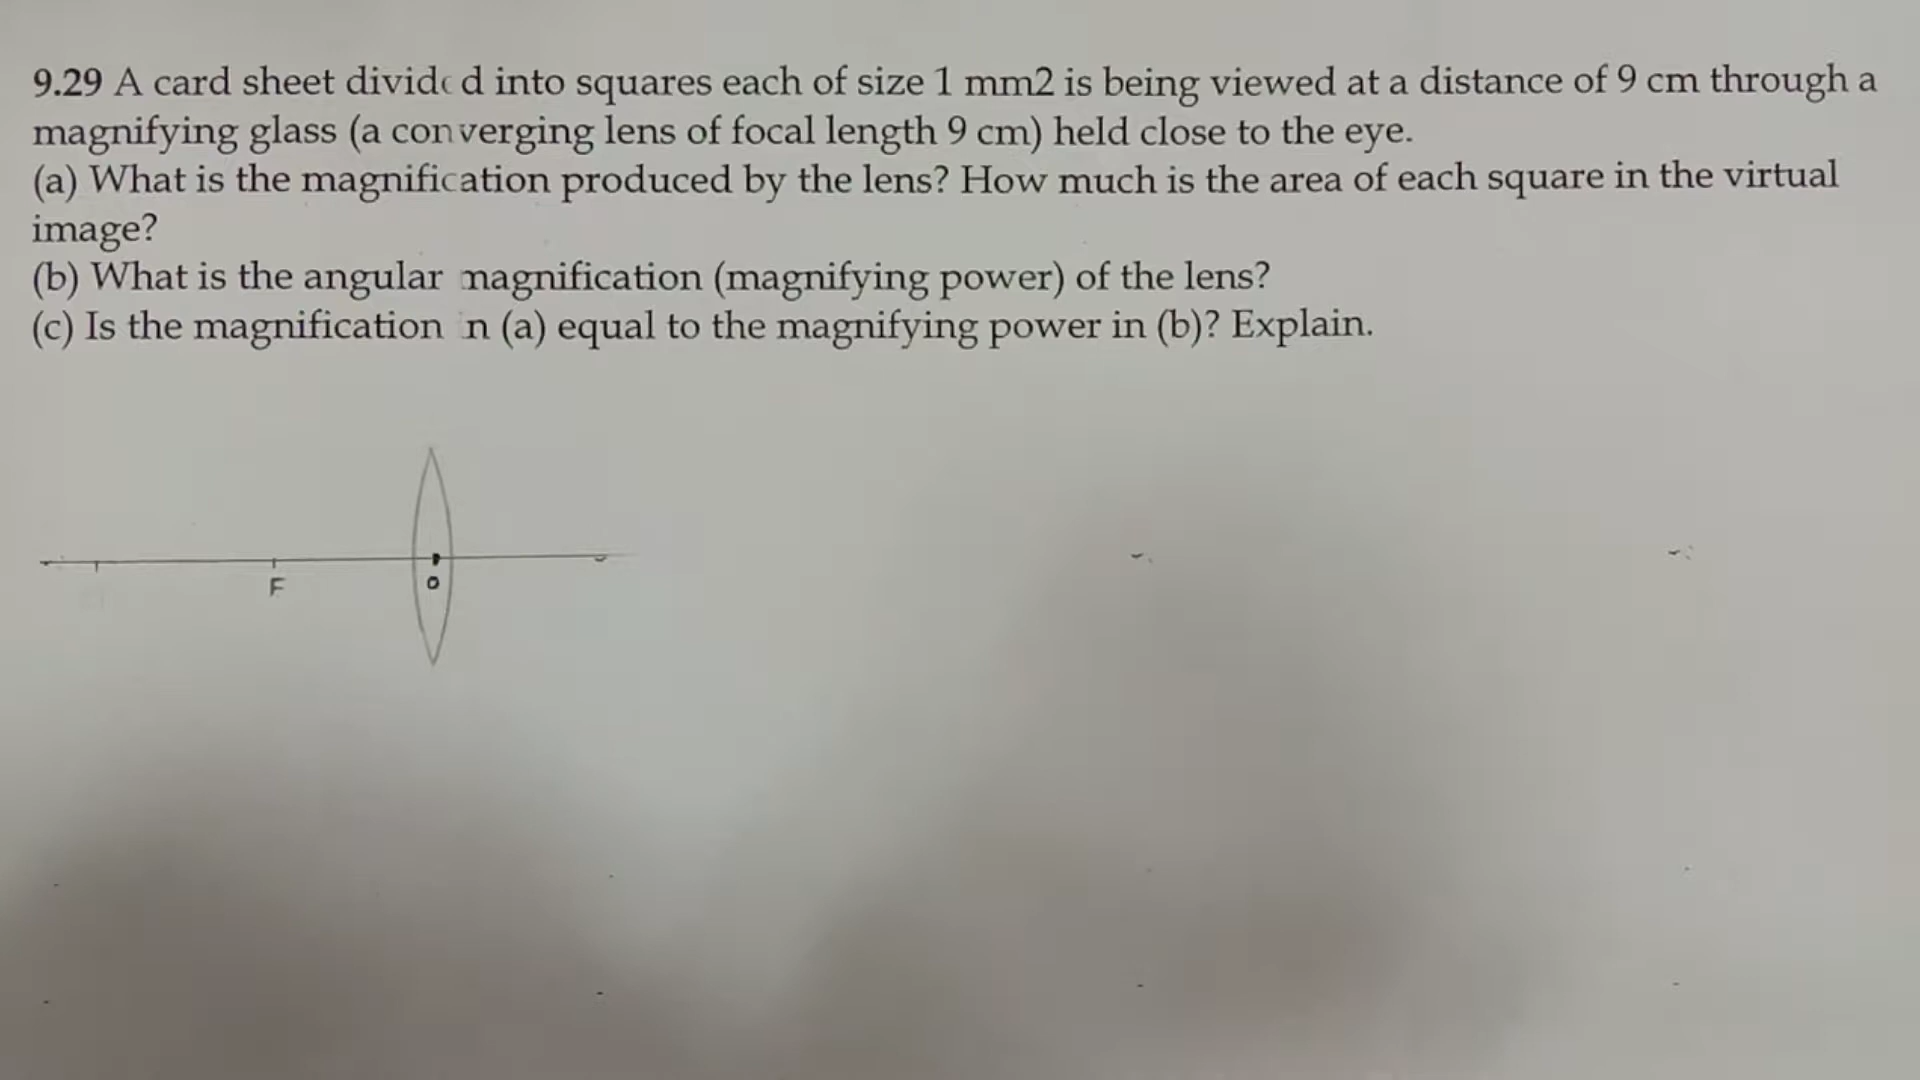 9.29 A card sheet divided into squares each of size 1 mm2 is being viewed at a distance of 9 cm through a
magnifying glass (a converging lens of focal length 9 cm) held close to the eye.
(a) What is the magnification produced by the lens? How much is the area of each square in the virtual
image?
(b) What is the angular magnification (magnifying power) of the lens?
(c) Is the magnification in (a) equal to the magnifying power in (b)? Explain.
F
O